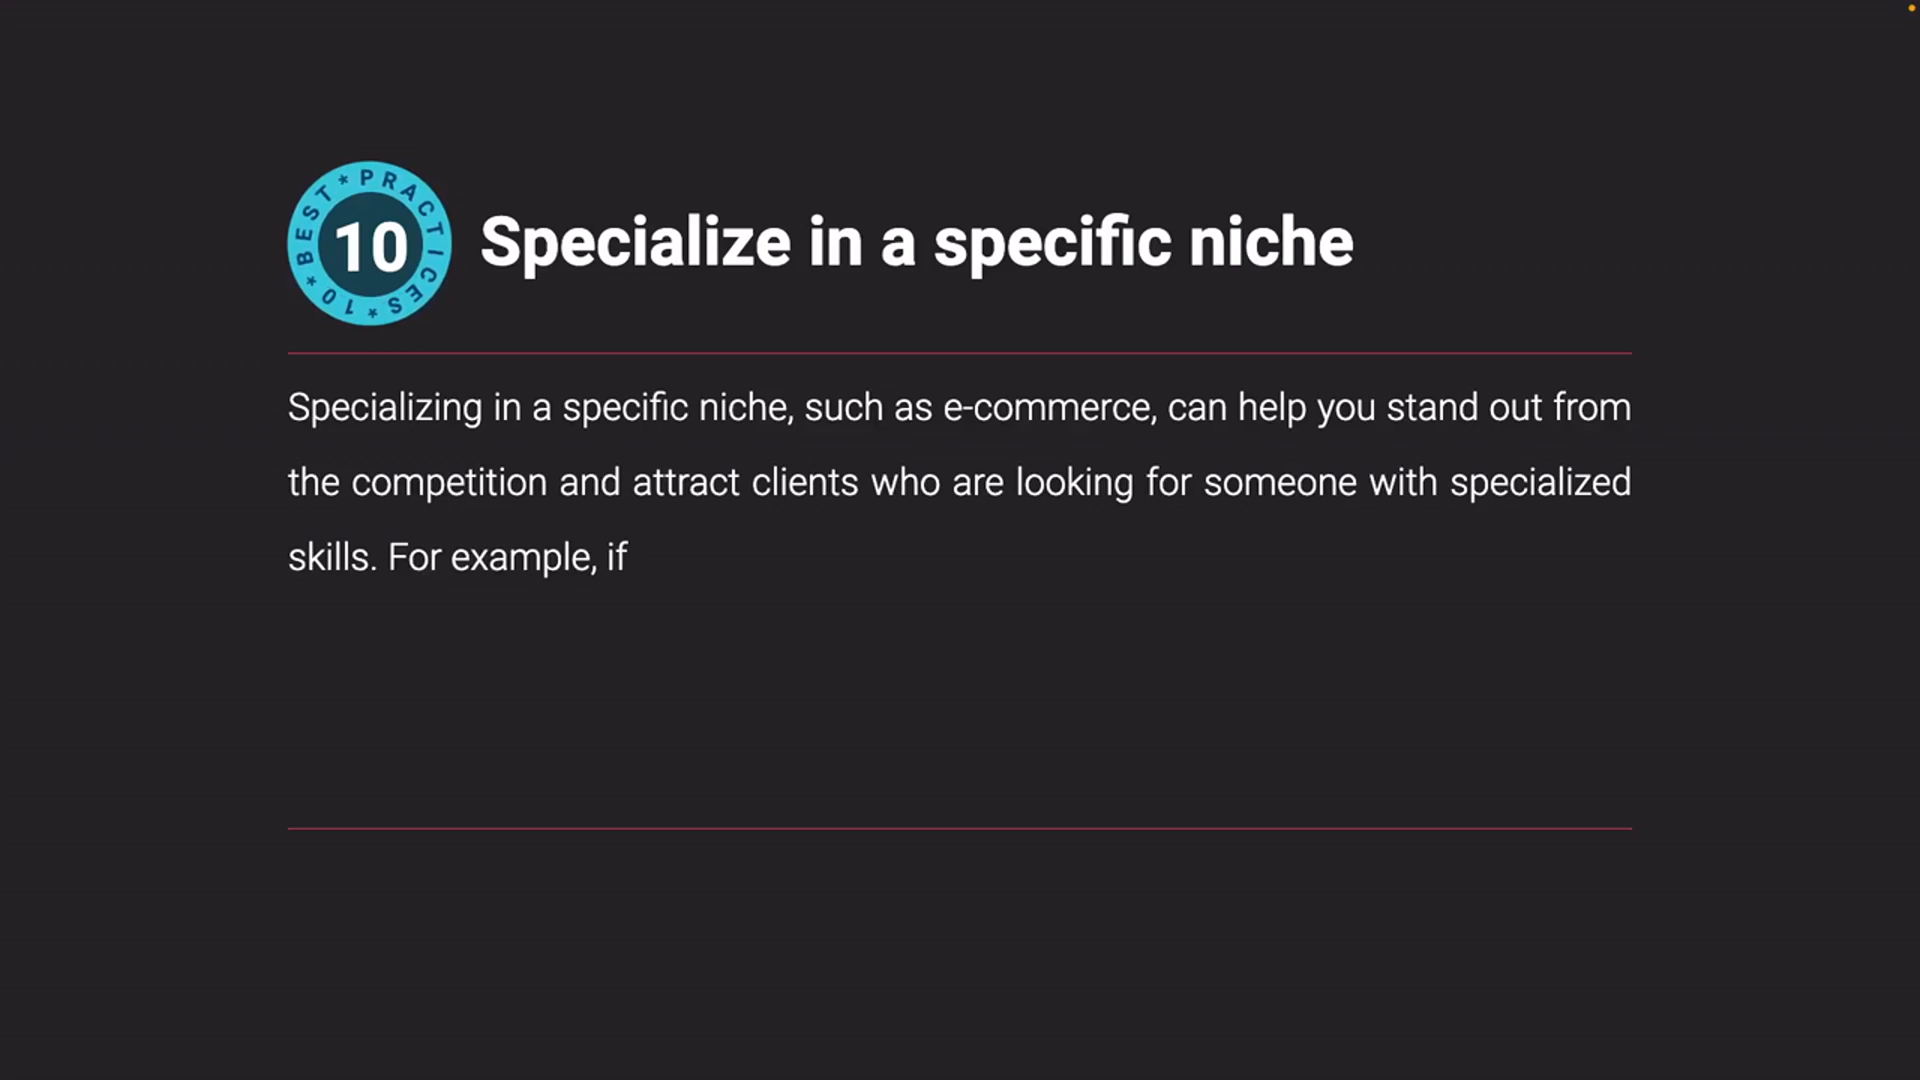 BEST * PRACTICES * 10 *
10
Specialize in a specific niche
Specializing in a specific niche, such as e-commerce, can help you stand out from
the competition and attract clients who are looking for someone with specialized
skills. For example, if